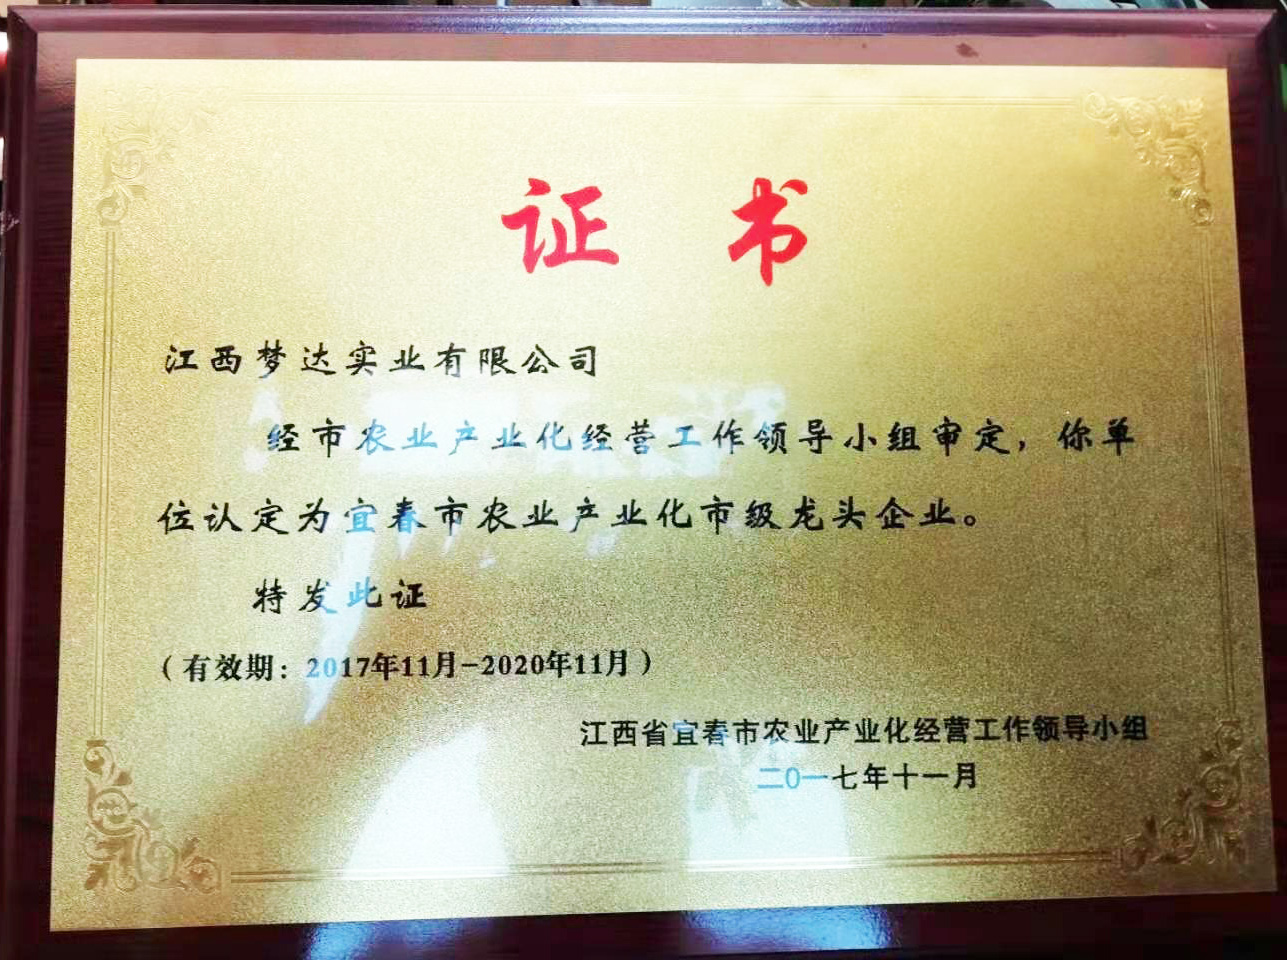 证 书
江西梦达实业有限公司
经市农业产业化经营工作领导小组审定，你单
位认定为宜春市农业产业化市级龙头企业。
特发此证
（有效期：2017年11月-2020年11月）
江西省宜春市农业产业化经营工作领导小组
二〇一七年十一月